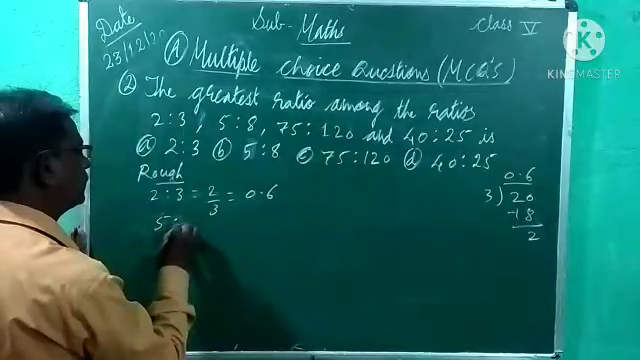 Date
Sub- Maths
Class V
23/12/20
KINEMASTER
(A) Multiple choice Questions (MCQ'S)
(2) The greatest ratio among the ratios
2:3, 5:8, 75:120 and 40:25 is
(a) 2:3 (b) 5:8 (c) 75:120 (d) 40:25
Rough
2:3 = 2/3 = 0.6
5:
0.6
3) 20
-18
2